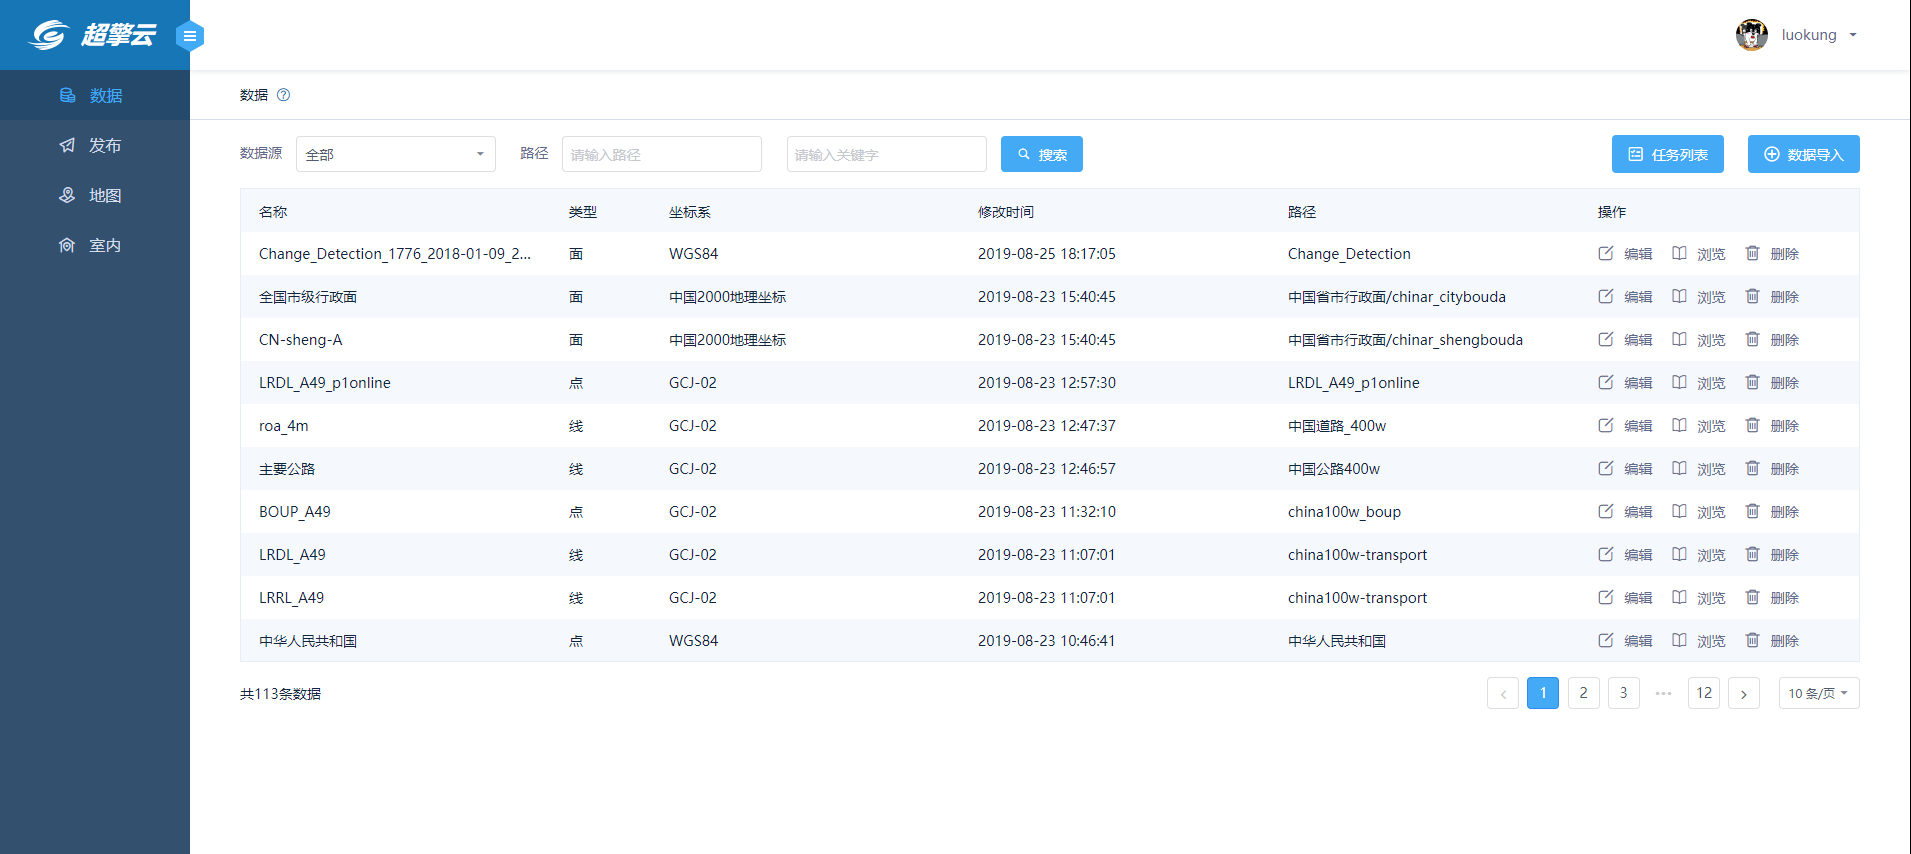 超擎云
luokung
数据
发布
地图
室内
数据
数据源 全部 路径 请输入路径 请输入关键字 搜索 任务列表 数据导入
名称 类型 坐标系 修改时间 路径 操作
Change_Detection_1776_2018-01-09_2... 面 WGS84 2019-08-25 18:17:05 Change_Detection 编辑 浏览 删除
全国市级行政面 面 中国2000地理坐标 2019-08-23 15:40:45 中国省市行政面/chinar_citybouda 编辑 浏览 删除
CN-sheng-A 面 中国2000地理坐标 2019-08-23 15:40:45 中国省市行政面/chinar_shengbouda 编辑 浏览 删除
LRDL_A49_p1online 点 GCJ-02 2019-08-23 12:57:30 LRDL_A49_p1online 编辑 浏览 删除
roa_4m 线 GCJ-02 2019-08-23 12:47:37 中国道路_400w 编辑 浏览 删除
主要公路 线 GCJ-02 2019-08-23 12:46:57 中国公路400w 编辑 浏览 删除
BOUP_A49 点 GCJ-02 2019-08-23 11:32:10 china100w_boup 编辑 浏览 删除
LRDL_A49 线 GCJ-02 2019-08-23 11:07:01 china100w-transport 编辑 浏览 删除
LRRL_A49 线 GCJ-02 2019-08-23 11:07:01 china100w-transport 编辑 浏览 删除
中华人民共和国 点 WGS84 2019-08-23 10:46:41 中华人民共和国 编辑 浏览 删除
共113条数据 1 2 3 ··· 12 10 条/页